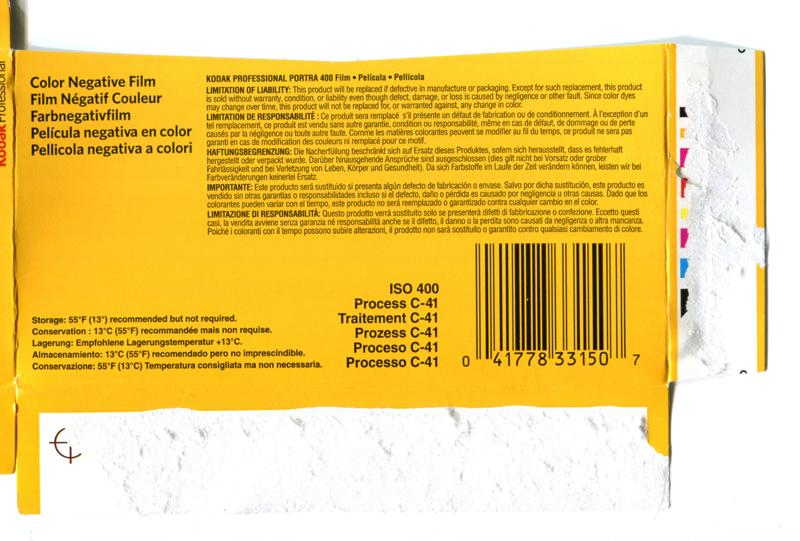 Kodak Professional
Color Negative Film
Film Négatif Couleur
Farbnegativfilm
Película negativa en color
Pellicola negativa a colori
KODAK PROFESSIONAL PORTRA 400 Film • Película • Pellicola
LIMITATION OF LIABILITY: This product will be replaced if defective in manufacture or packaging. Except for such replacement, this product
is sold without warranty, condition, or liability even though defect, damage, or loss is caused by negligence or other fault. Since color dyes
may change over time, this product will not be replaced for, or warranted against, any change in color.
LIMITATION DE RESPONSABILITÉ : Ce produit sera remplacé s'il présente un défaut de fabrication ou de conditionnement. À l'exception d'un
tel remplacement, ce produit est vendu sans autre garantie, condition ou responsabilité, même en cas de défaut, de dommage ou de perte
causés par la négligence ou toute autre faute. Comme les matières colorantes peuvent se modifier au fil du temps, ce produit ne sera pas
garanti en cas de modification des couleurs ni remplacé pour ce motif.
HAFTUNGSBEGRENZUNG: Die Nacherfüllung beschränkt sich auf Ersatz dieses Produktes, sofern sich herausstellt, dass es fehlerhaft
hergestellt oder verpackt wurde. Darüber hinausgehende Ansprüche sind ausgeschlossen (dies gilt nicht bei Vorsatz oder grober
Fahrlässigkeit und bei Verletzung von Leben, Körper und Gesundheit). Da sich Farbstoffe im Laufe der Zeit verändern können, leisten wir bei
Farbveränderungen keinerlei Ersatz.
IMPORTANTE: Este producto será sustituido si presenta algún defecto de fabricación o envase. Salvo por dicha sustitución, este producto es
vendido sin otras garantías o responsabilidades incluso si el defecto, daño o pérdida es causado por negligencia u otras causas. Dado que los
colorantes pueden variar con el tiempo, este producto no será reemplazado o garantizado contra cualquier cambio en el color.
LIMITAZIONE DI RESPONSABILITÀ: Questo prodotto verrà sostituito solo se presenterà difetti di fabbricazione o confezione. Eccetto questi
casi, la vendita avviene senza garanzia né responsabilità anche se il difetto, il danno o la perdita sono causati da negligenza o altra mancanza.
Poiché i coloranti con il tempo possono subire alterazioni, il prodotto non sarà sostituito o garantito contro qualsiasi cambiamento di colore.
ISO 400
Process C-41
Traitement C-41
Prozess C-41
Proceso C-41
Processo C-41
Storage: 55°F (13°) recommended but not required.
Conservation : 13°C (55°F) recommandée mais non requise.
Lagerung: Empfohlene Lagerungstemperatur +13°C.
Almacenamiento: 13°C (55°F) recomendado pero no imprescindible.
Conservazione: 55°F (13°C) Temperatura consigliata ma non necessaria.
0 41778 33150 7